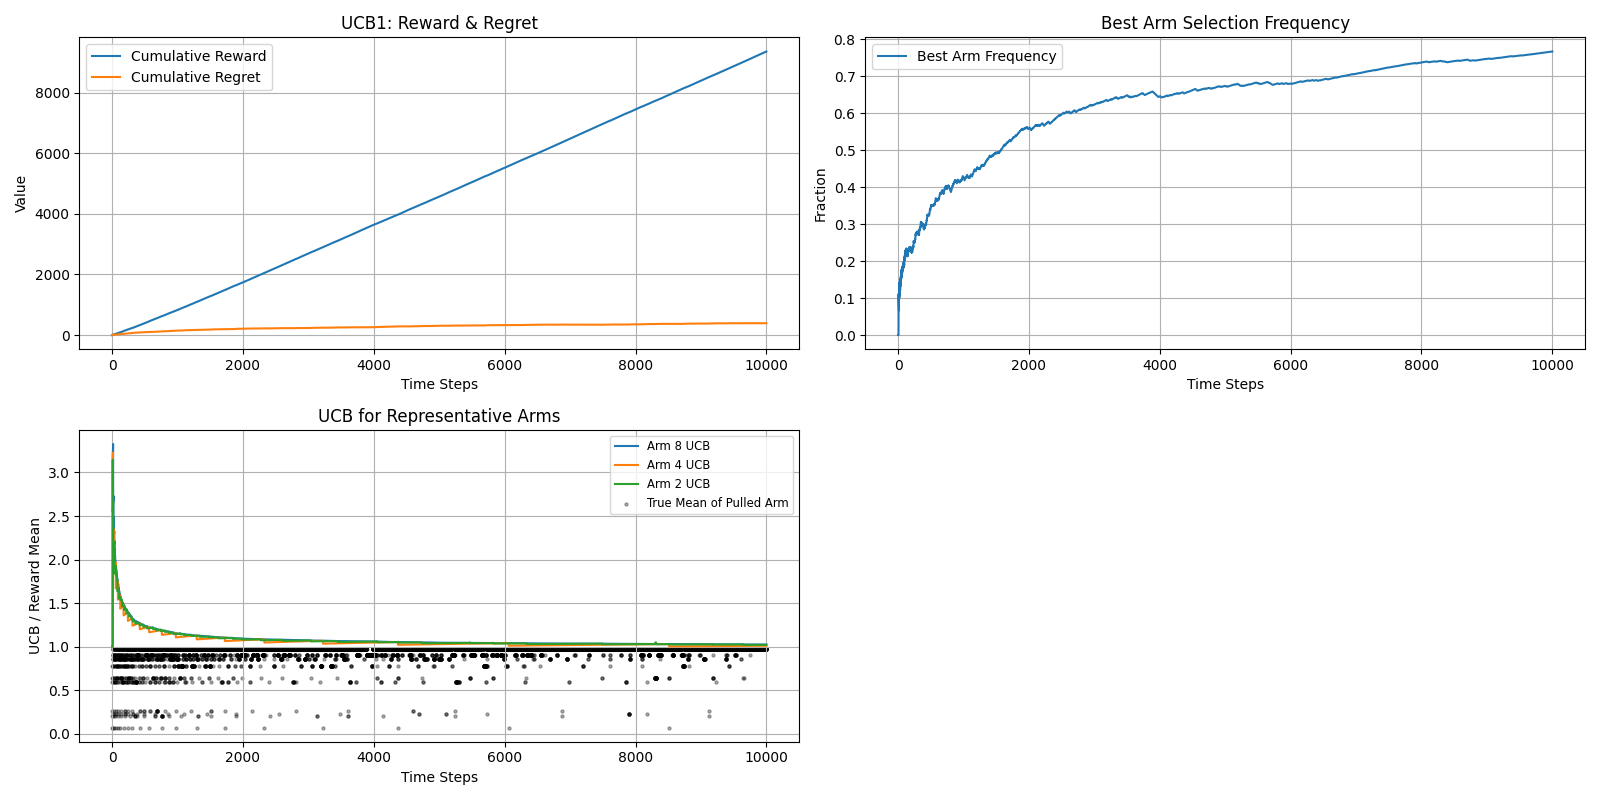 UCB1: Reward & Regret
Cumulative Reward
Cumulative Regret
Value
8000
6000
4000
2000
0
0 2000 4000 6000 8000 10000
Time Steps
Best Arm Selection Frequency
Best Arm Frequency
Fraction
0.8
0.7
0.6
0.5
0.4
0.3
0.2
0.1
0.0
0 2000 4000 6000 8000 10000
Time Steps
UCB for Representative Arms
Arm 8 UCB
Arm 4 UCB
Arm 2 UCB
True Mean of Pulled Arm
UCB / Reward Mean
3.0
2.5
2.0
1.5
1.0
0.5
0.0
0 2000 4000 6000 8000 10000
Time Steps